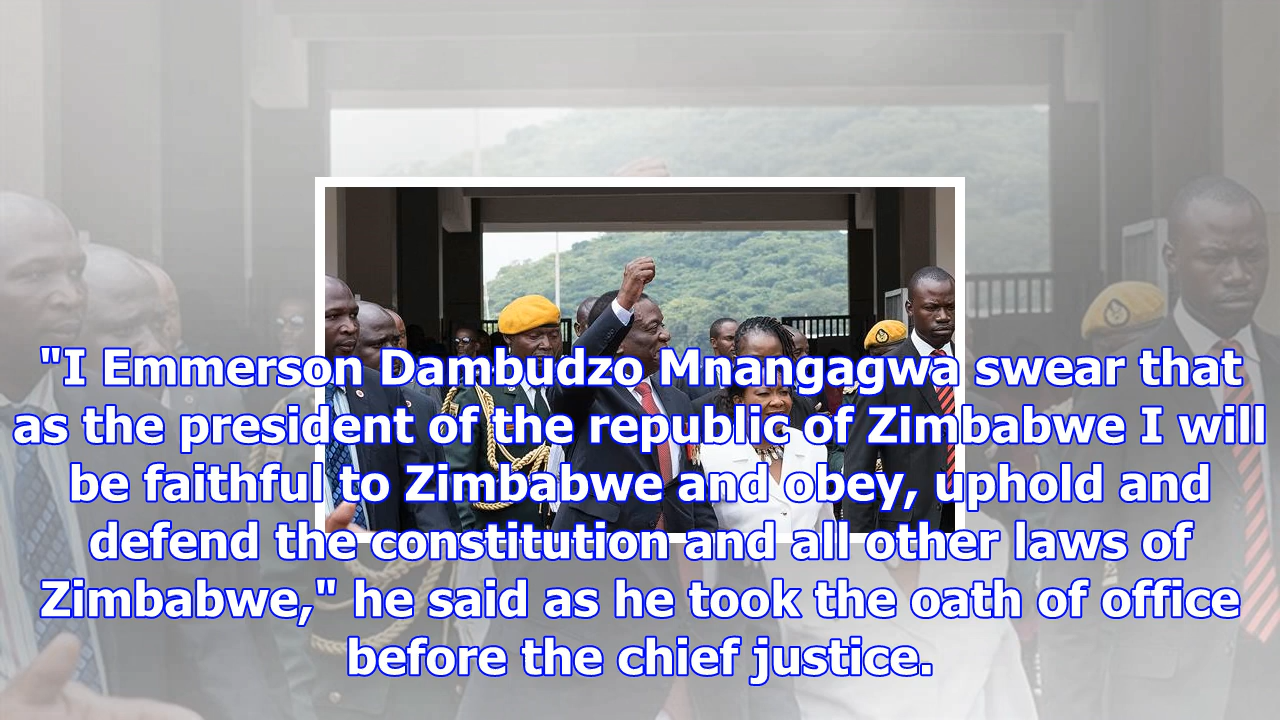 "I Emmerson Dambudzo Mnangagwa swear that
as the president of the republic of Zimbabwe I will
be faithful to Zimbabwe and obey, uphold and
defend the constitution and all other laws of
Zimbabwe," he said as he took the oath of office
before the chief justice.